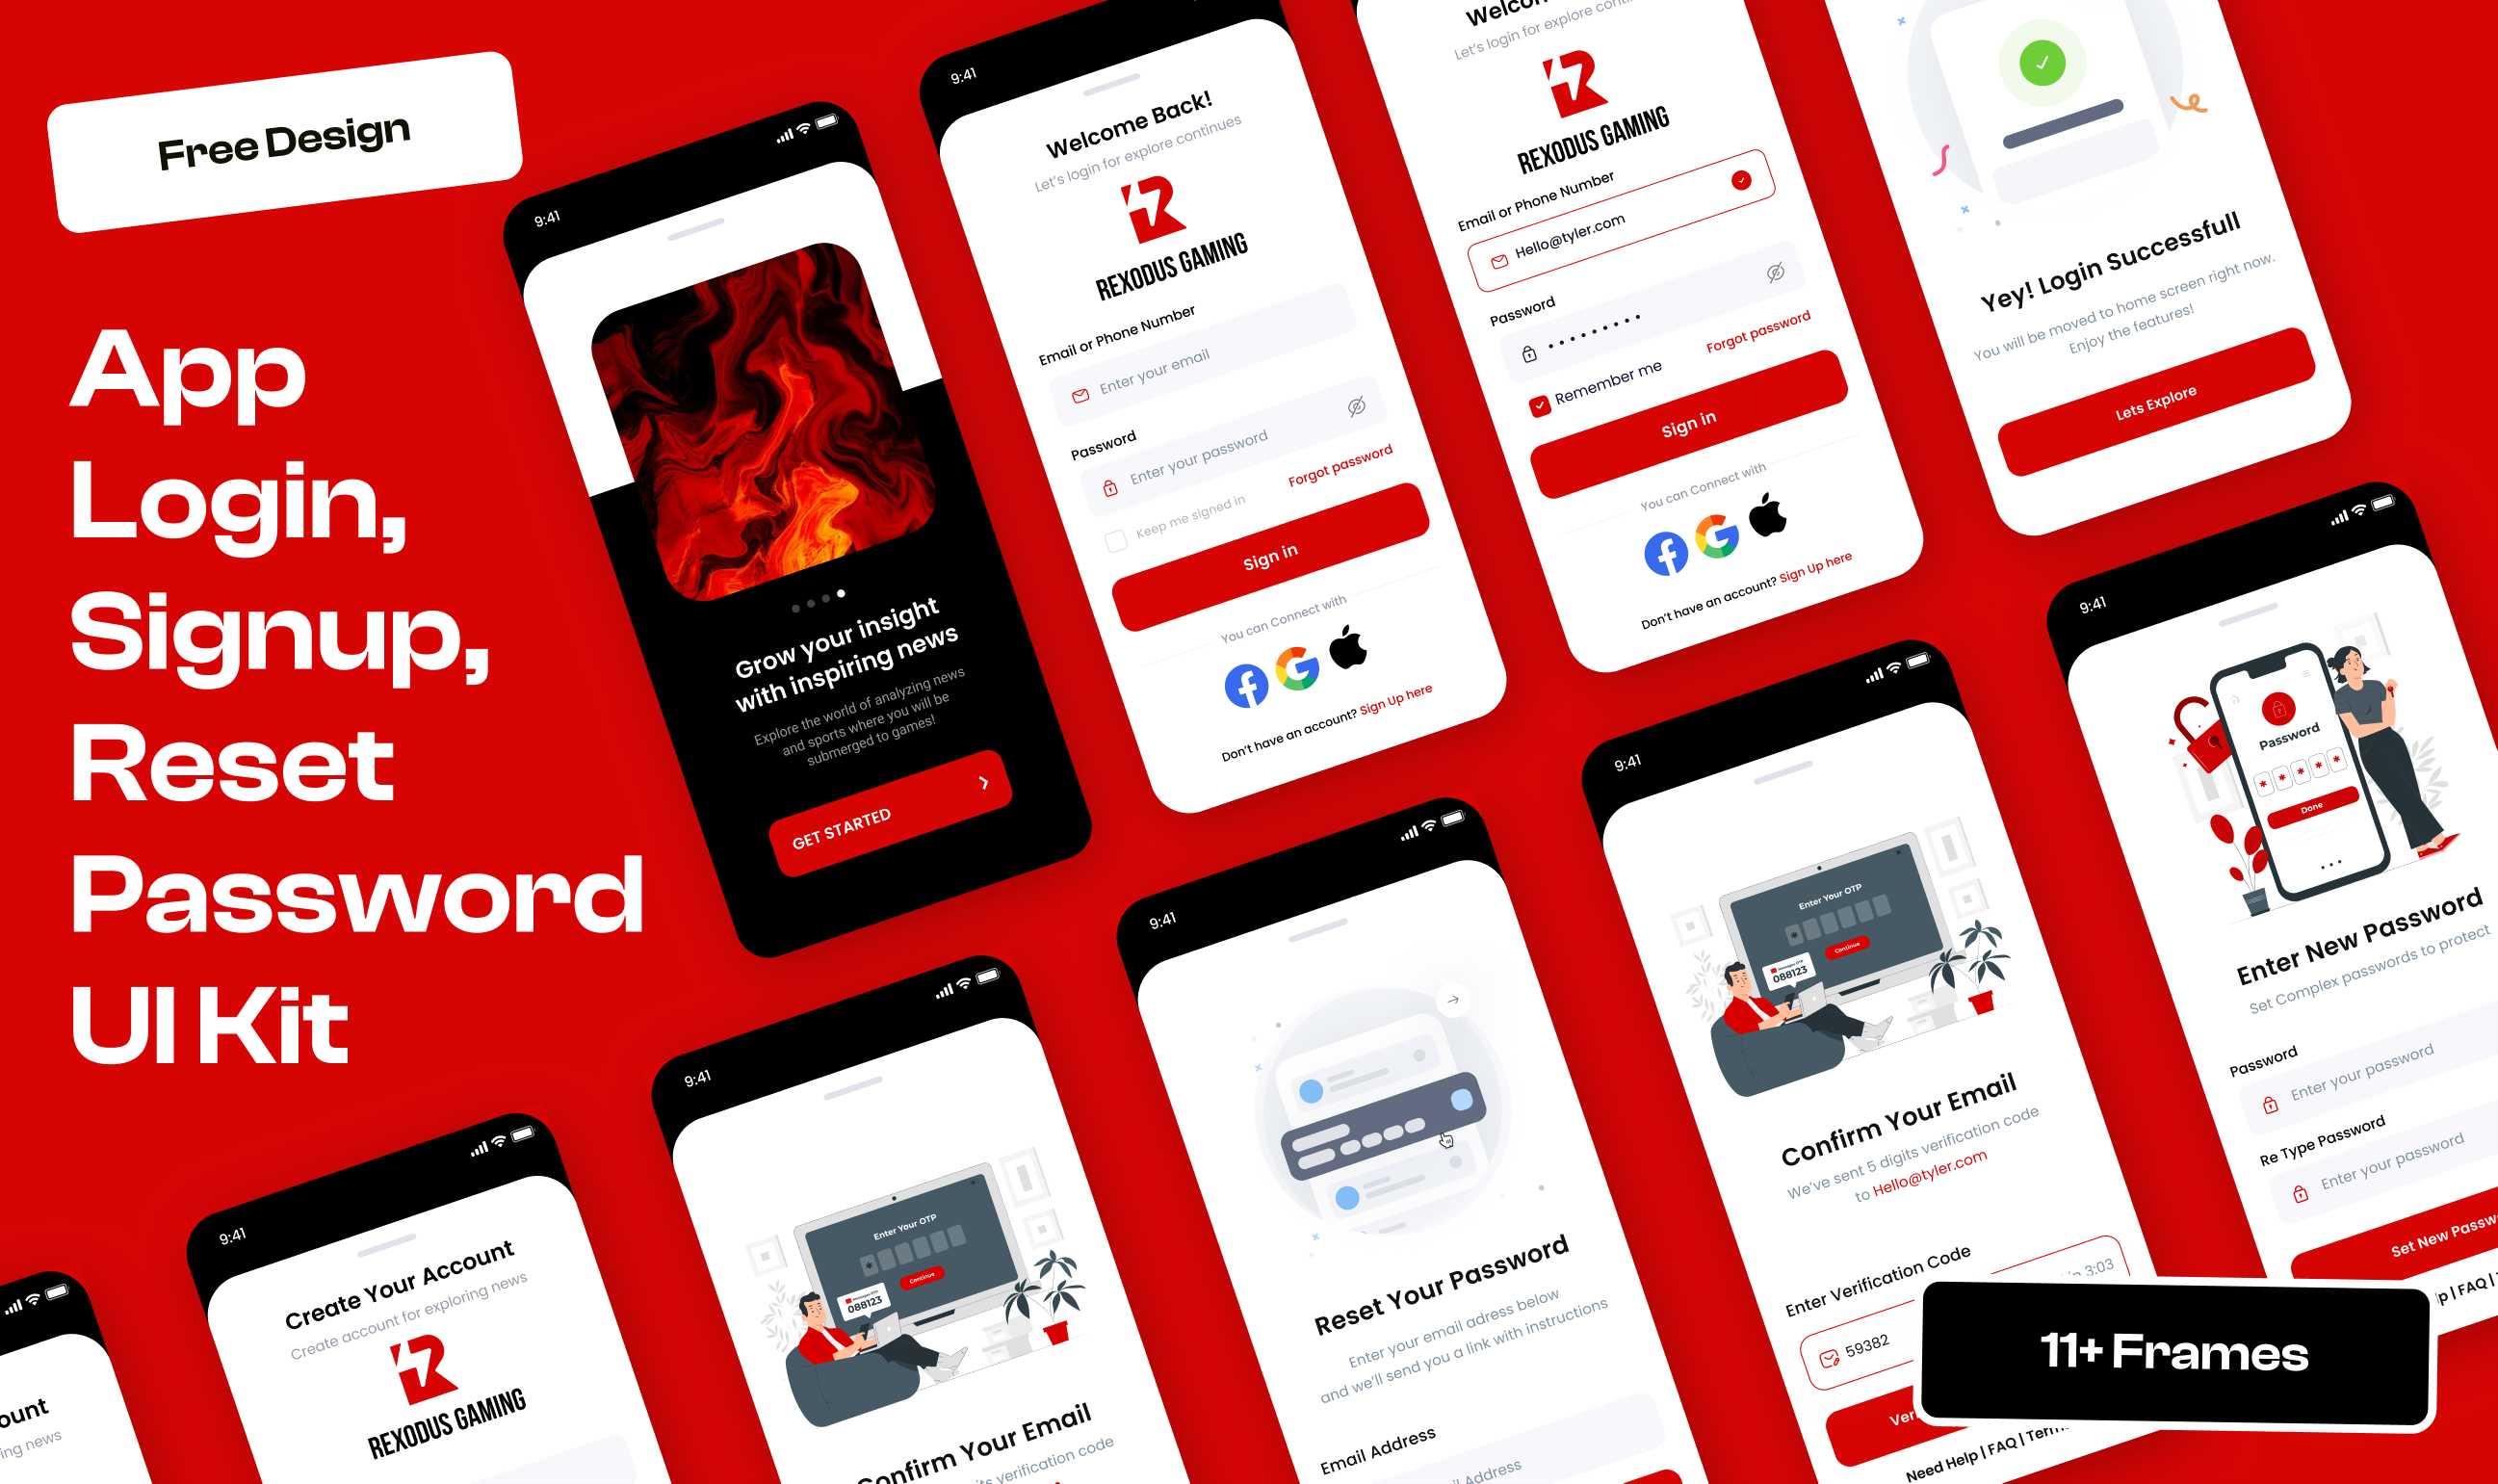 Free Design
App
Login,
Signup,
Reset
Password
UI Kit
9:41
Grow your insight
with inspiring news
Explore the world of analyzing news
and sports where you will be
submerged to games!
GET STARTED
9:41
Welcome Back!
Let's login for explore continues
REXODUS GAMING
Email or Phone Number
Enter your email
Password
Enter your password
Keep me signed in
Forgot password
Sign in
You can Connect with
Don't have an account? Sign Up here
Let's login for explore
REXODUS GAMING
Email or Phone Number
Hello@tyler.com
Password
Remember me
Forgot password
Sign in
You can Connect with
Don't have an account? Sign Up here
Yey! Login Successfull
You will be moved to home screen right now.
Enjoy the features!
Lets Explore
ount
ing news
9:41
Create Your Account
Create account for exploring news
REXODUS GAMING
9:41
Enter Your OTP
Continue
088123
Confirm Your Email
verification code
9:41
Reset Your Password
Enter your email adress below
and we'll send you a link with instructions
Email Address
Address
9:41
Enter Your OTP
Continue
088123
Confirm Your Email
We've sent 5 digits verification code
to Hello@tyler.com
Enter Verification Code
59382
3:03
Need Help | FAQ |
9:41
Password
Done
Enter New Password
Set Complex passwords to protect
Password
Enter your password
Re Type Password
Enter your password
Set New
p | FAQ |
11+ Frames